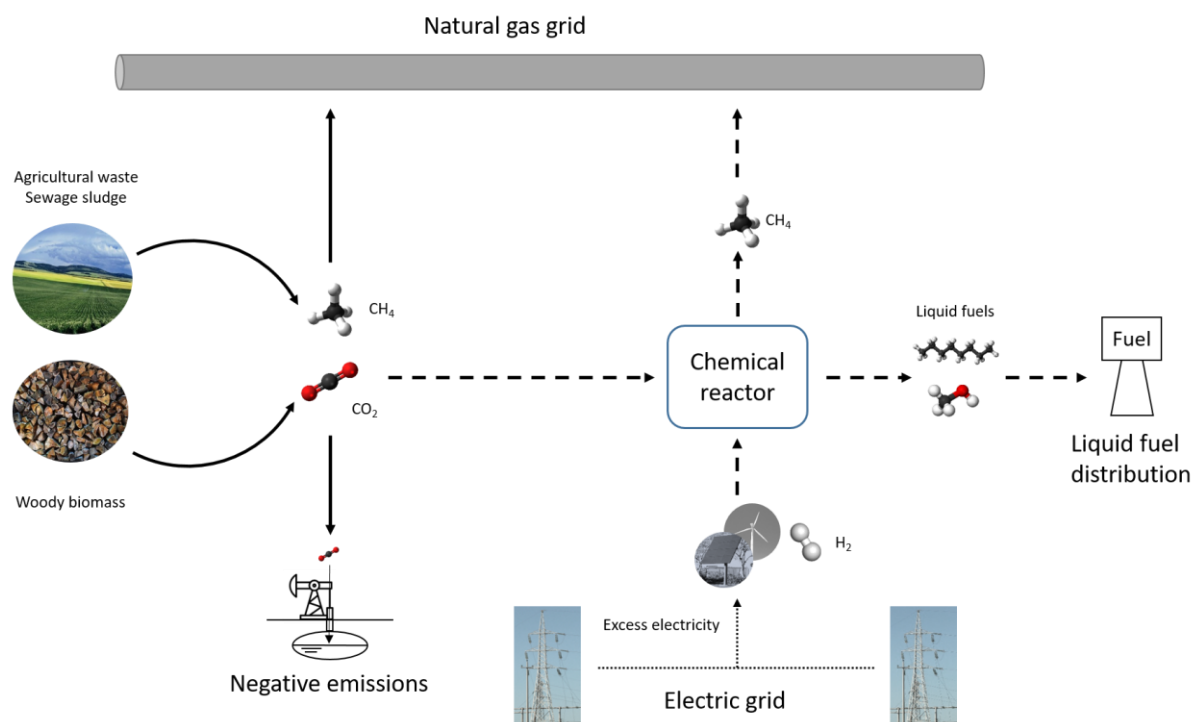 Natural gas grid
Agricultural waste
Sewage sludge
CH₄
CH₄
Liquid fuels
Fuel
Chemical
reactor
CO₂
Liquid fuel
distribution
Woody biomass
H₂
Excess electricity
Negative emissions
Electric grid